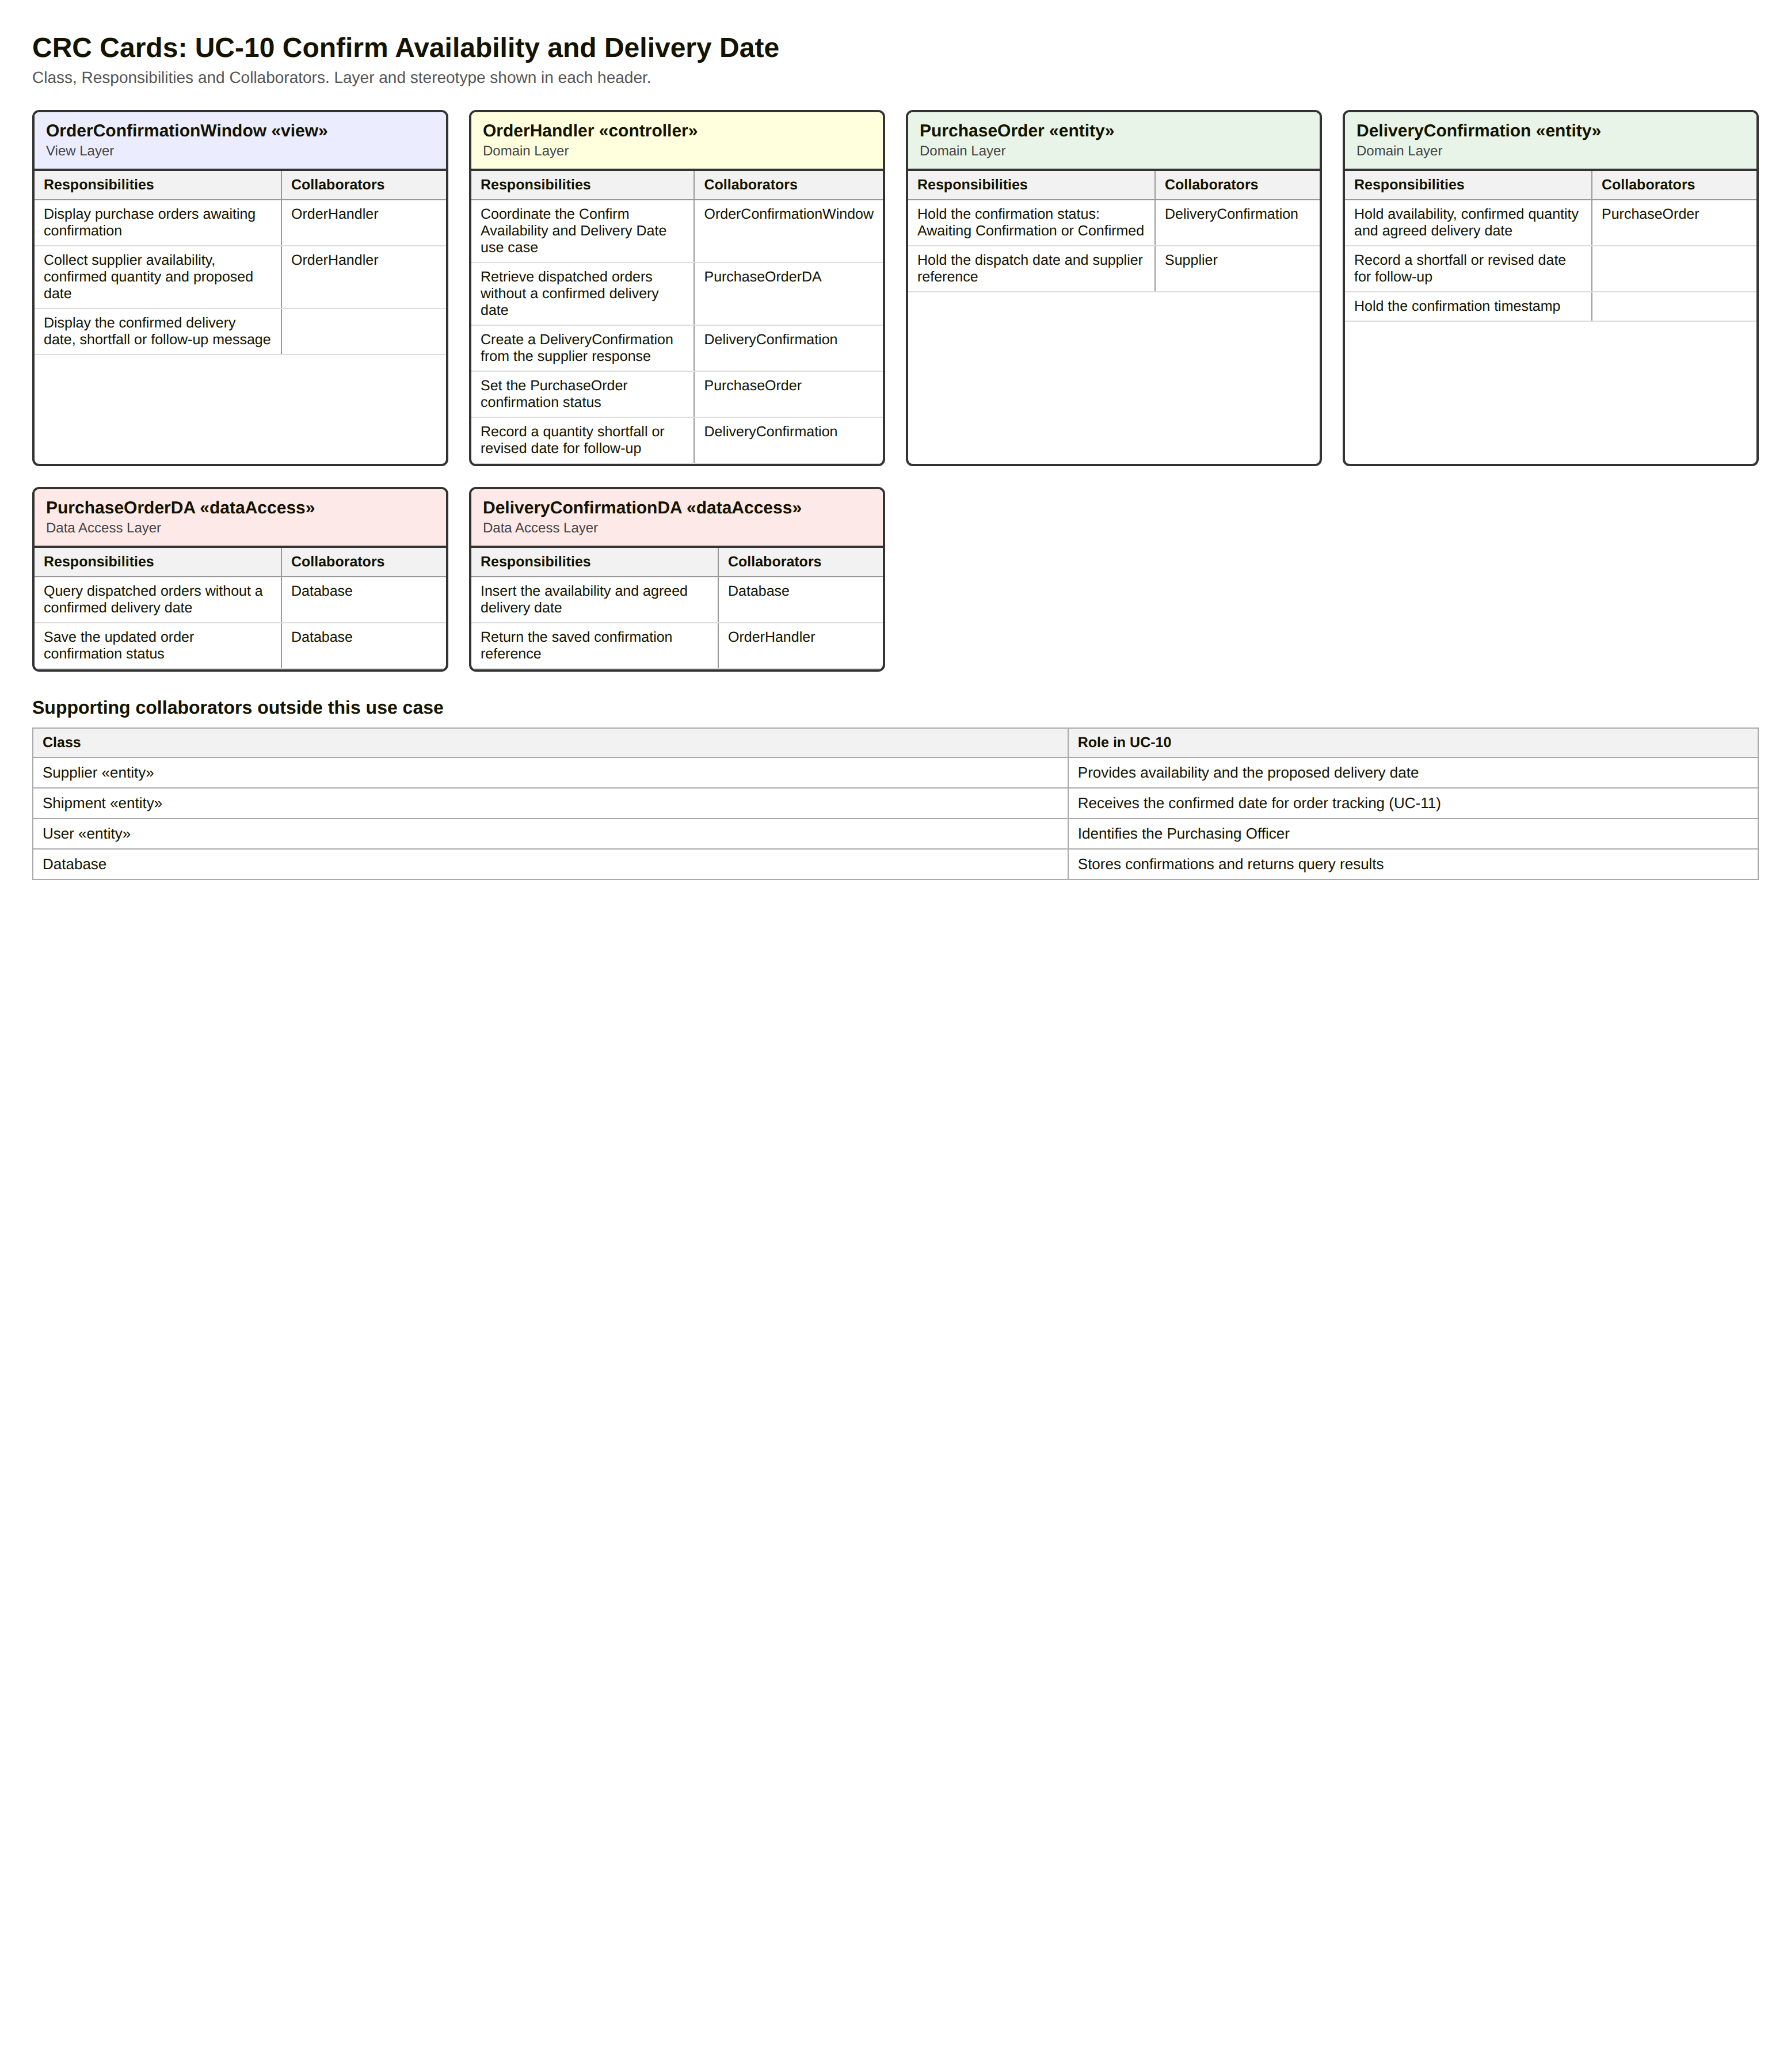 CRC Cards: UC-10 Confirm Availability and Delivery Date
Class, Responsibilities and Collaborators. Layer and stereotype shown in each header.
OrderConfirmationWindow «view»
View Layer
Responsibilities
Collaborators
Display purchase orders awaiting
confirmation
OrderHandler
Collect supplier availability,
confirmed quantity and proposed
date
OrderHandler
Display the confirmed delivery
date, shortfall or follow-up message
OrderHandler «controller»
Domain Layer
Responsibilities
Collaborators
Coordinate the Confirm
Availability and Delivery Date
use case
OrderConfirmationWindow
Retrieve dispatched orders
without a confirmed delivery
date
PurchaseOrderDA
Create a DeliveryConfirmation
from the supplier response
DeliveryConfirmation
Set the PurchaseOrder
confirmation status
PurchaseOrder
Record a quantity shortfall or
revised date for follow-up
DeliveryConfirmation
PurchaseOrder «entity»
Domain Layer
Responsibilities
Collaborators
Hold the confirmation status:
Awaiting Confirmation or Confirmed
DeliveryConfirmation
Hold the dispatch date and supplier
reference
Supplier
DeliveryConfirmation «entity»
Domain Layer
Responsibilities
Collaborators
Hold availability, confirmed quantity
and agreed delivery date
PurchaseOrder
Record a shortfall or revised date
for follow-up
Hold the confirmation timestamp
PurchaseOrderDA «dataAccess»
Data Access Layer
Responsibilities
Collaborators
Query dispatched orders without a
confirmed delivery date
Database
Save the updated order
confirmation status
Database
DeliveryConfirmationDA «dataAccess»
Data Access Layer
Responsibilities
Collaborators
Insert the availability and agreed
delivery date
Database
Return the saved confirmation
reference
OrderHandler
Supporting collaborators outside this use case
Class
Role in UC-10
Supplier «entity»
Provides availability and the proposed delivery date
Shipment «entity»
Receives the confirmed date for order tracking (UC-11)
User «entity»
Identifies the Purchasing Officer
Database
Stores confirmations and returns query results